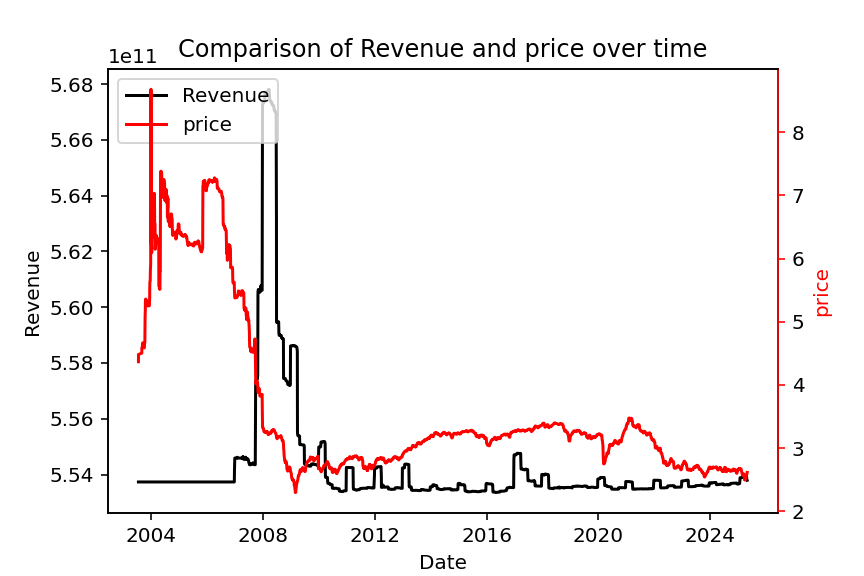 Comparison of Revenue and price over time
1e11
Revenue
price
5.68
5.66
5.64
5.62
5.60
5.58
5.56
5.54
Revenue
8
7
6
5
4
3
2
price
2004 2008 2012 2016 2020 2024
Date